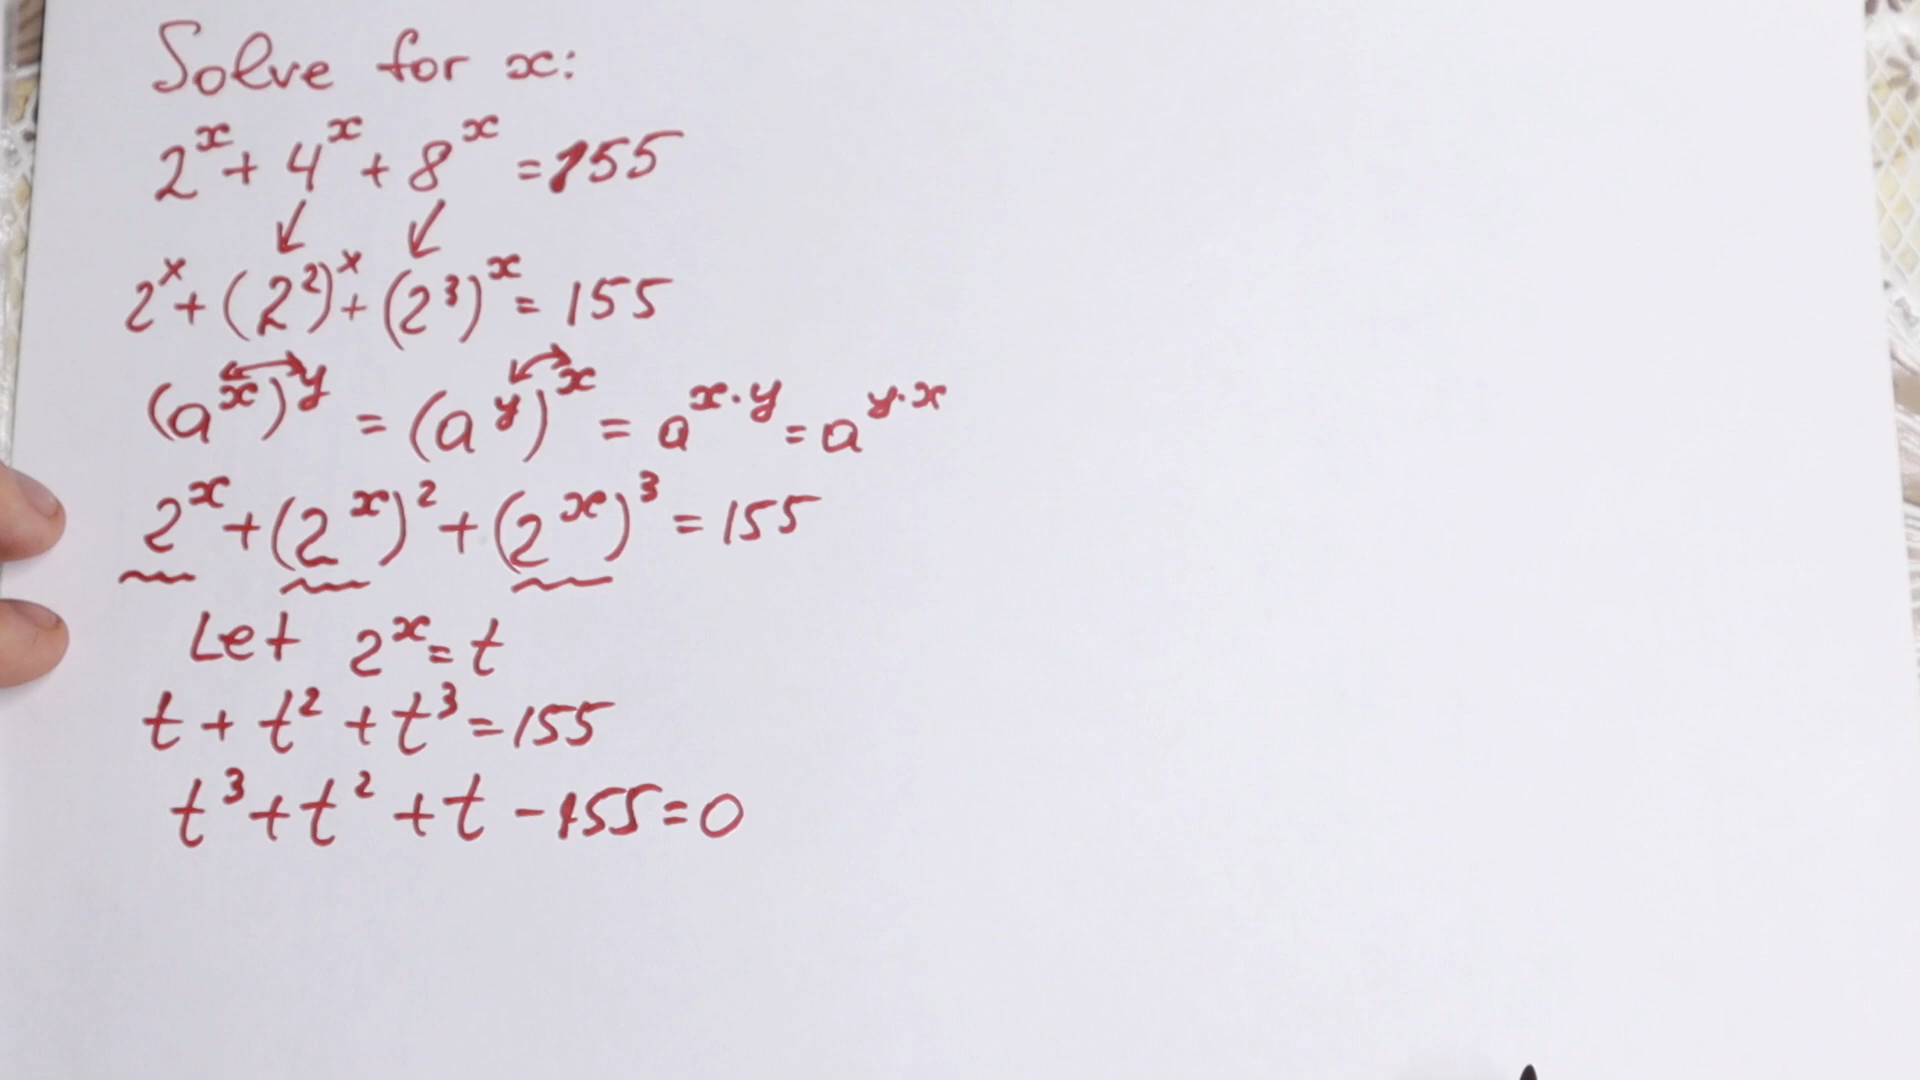 Solve for x:
2^x + 4^x + 8^x = 155
2^x + (2^2)^x + (2^3)^x = 155
(a^x)^y = (a^y)^x = a^{x·y} = a^{y·x}
2^x + (2^x)^2 + (2^x)^3 = 155
Let 2^x = t
t + t^2 + t^3 = 155
t^3 + t^2 + t - 155 = 0